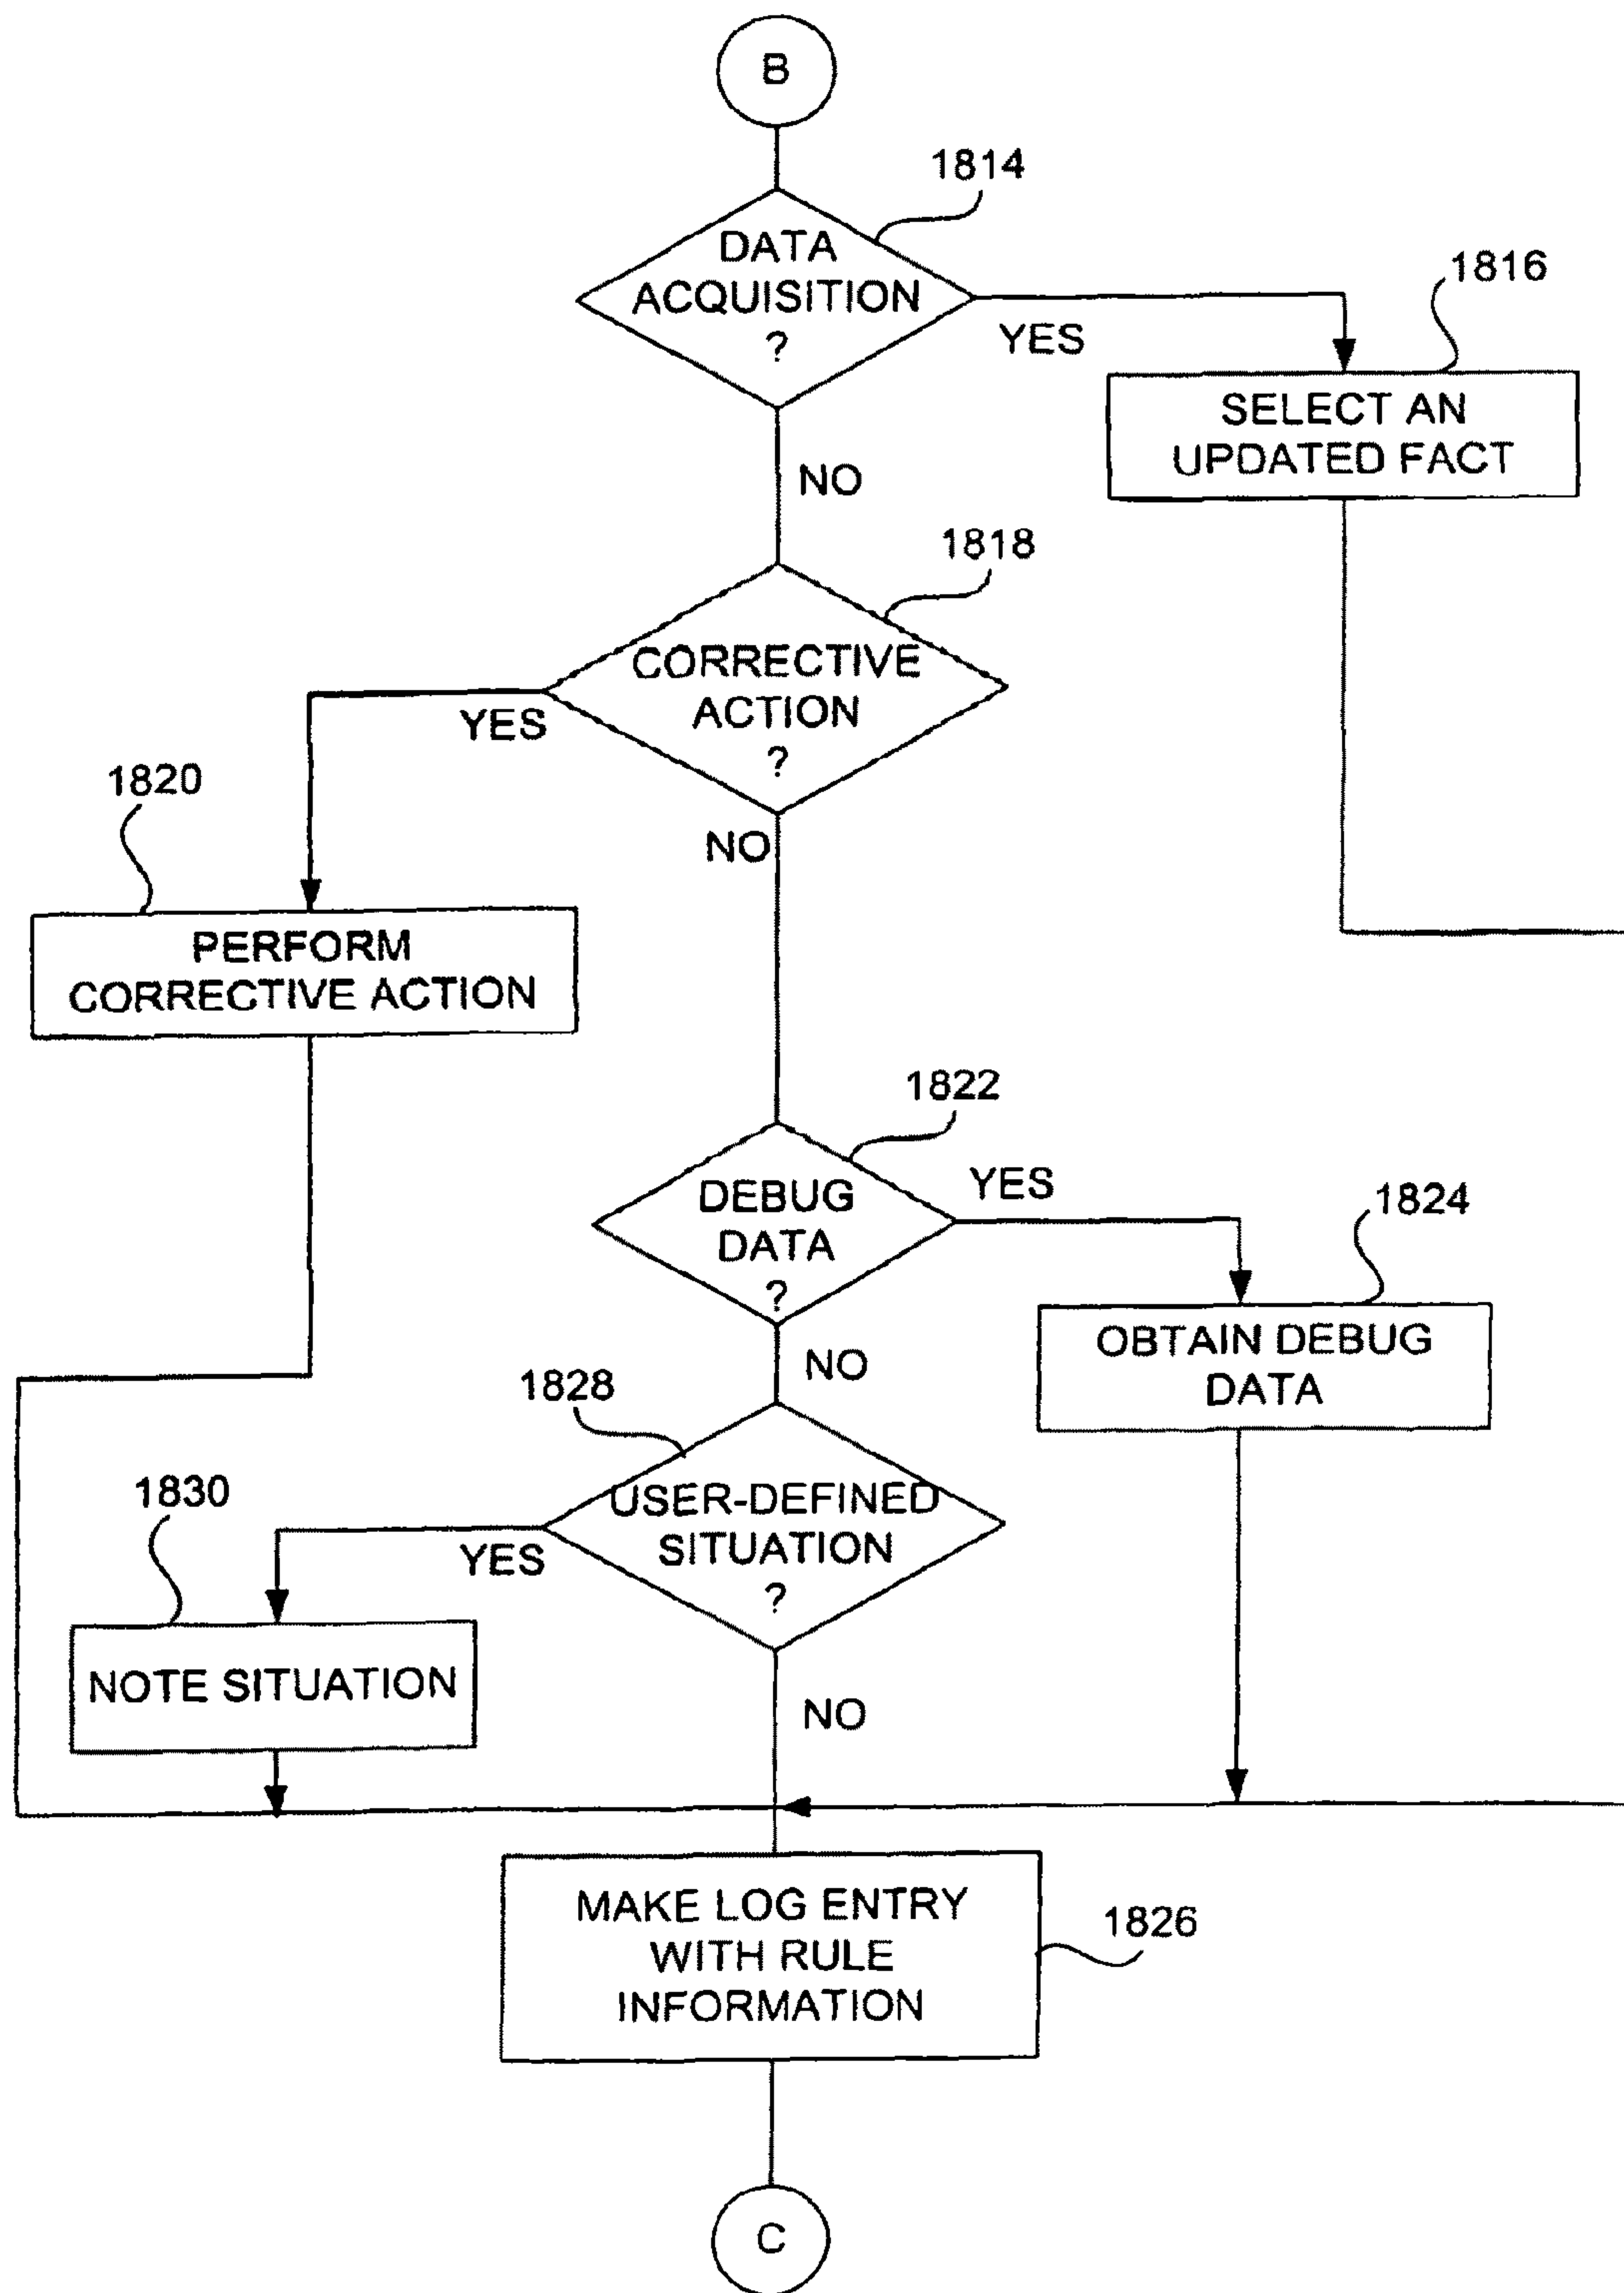 B
1814
DATA
ACQUISITION
?
YES
1816
SELECT AN
UPDATED FACT
NO
1818
CORRECTIVE
ACTION
?
YES
1820
NO
PERFORM
CORRECTIVE ACTION
1822
DEBUG
DATA
?
YES
1824
OBTAIN DEBUG
DATA
NO
1828
USER-DEFINED
SITUATION
?
YES
1830
NOTE SITUATION
NO
MAKE LOG ENTRY
WITH RULE
INFORMATION
1826
C